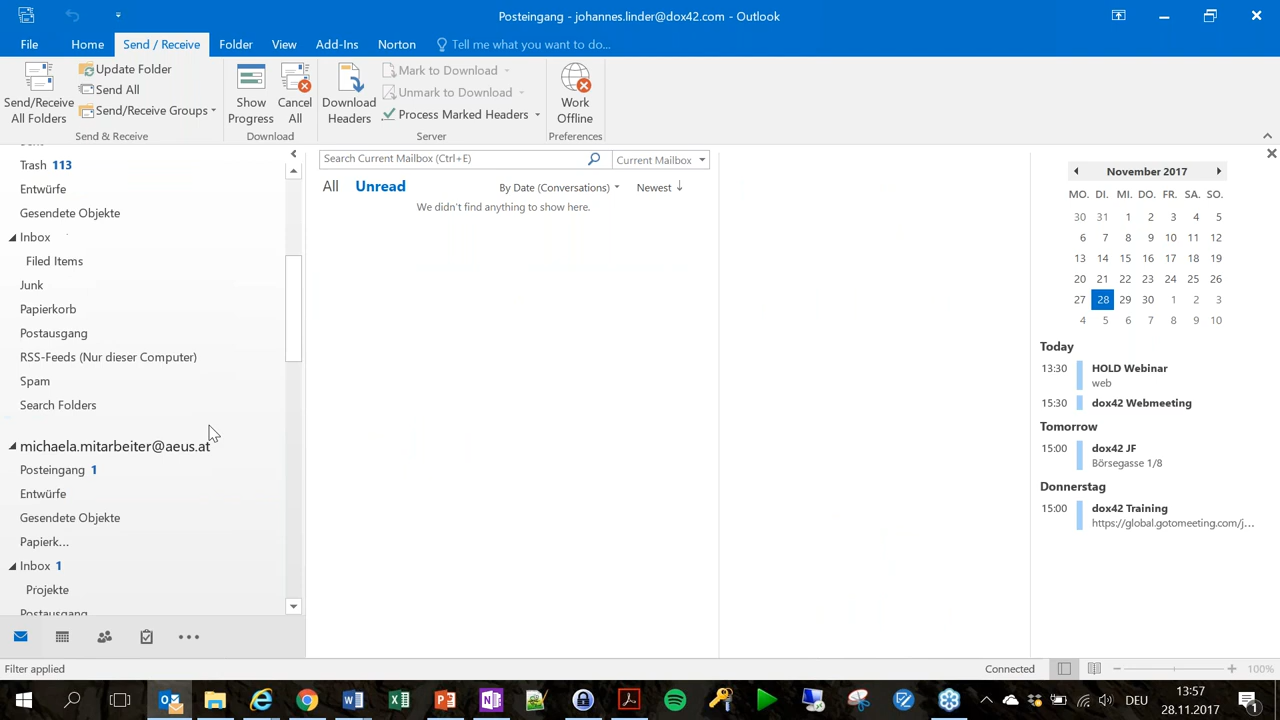 Posteingang - johannes.linder@dox42.com - Outlook
File Home Send / Receive Folder View Add-Ins Norton Tell me what you want to do...
Send/Receive All Folders
Update Folder
Send All
Send/Receive Groups
Send & Receive
Show Progress
Cancel All
Download
Download Headers
Mark to Download
Unmark to Download
Process Marked Headers
Server
Work Offline
Preferences
Trash 113
Entwürfe
Gesendete Objekte
Inbox
Filed Items
Junk
Papierkorb
Postausgang
RSS-Feeds (Nur dieser Computer)
Spam
Search Folders
michaela.mitarbeiter@aeus.at
Posteingang 1
Entwürfe
Gesendete Objekte
Papierk...
Inbox 1
Projekte
Postausgang
Search Current Mailbox (Ctrl+E) Current Mailbox
All Unread By Date (Conversations) Newest
We didn't find anything to show here.
November 2017
MO. DI. MI. DO. FR. SA. SO.
30 31 1 2 3 4 5
6 7 8 9 10 11 12
13 14 15 16 17 18 19
20 21 22 23 24 25 26
27 28 29 30 1 2 3
4 5 6 7 8 9 10
Today
13:30 HOLD Webinar
web
15:30 dox42 Webmeeting
Tomorrow
15:00 dox42 JF
Börsegasse 1/8
Donnerstag
15:00 dox42 Training
https://global.gotomeeting.com/j...
Filter applied
Connected
100%
DEU
13:57
28.11.2017
1